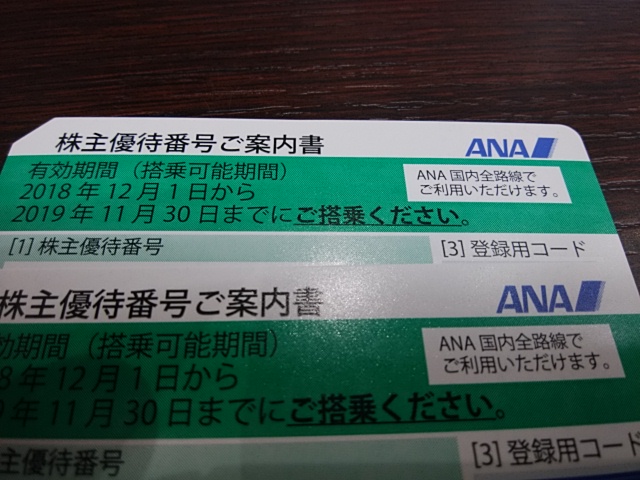 株主優待番号ご案内書
ANA
有効期間（搭乗可能期間）
2018年12月1日から
2019年11月30日までにご搭乗ください。
ANA国内全路線で
ご利用いただけます。
[1]株主優待番号
[3]登録用コード
株主優待番号ご案内書
ANA
効期間（搭乗可能期間）
8年12月1日から
9年11月30日までにご搭乗ください。
ANA国内全路線で
ご利用いただけます。
主優待番号
[3]登録用コード